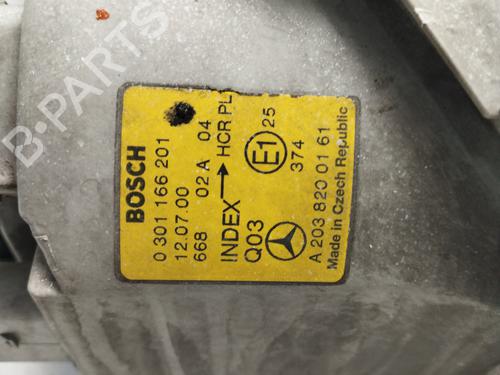 B-PARTS
BOSCH
0 301 166 201
12.07.00
668 02 A 04
INDEX → HCR PL
Q03 E1 25
374
A 203 820 01 61
Made in Czech Republic